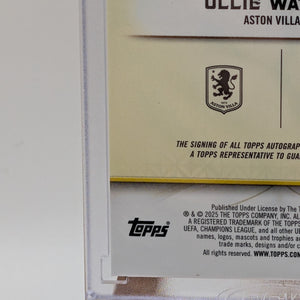 OLLIE WA
ASTON VILLA
ASTON VILLA
THE SIGNING OF ALL TOPPS AUTOGRAP
A TOPPS REPRESENTATIVE TO GUA
Published Under License by The T
® & © 2025 THE TOPPS COMPANY, INC. AL
A REGISTERED TRADEMARK OF THE TOPPS
UEFA, CHAMPIONS LEAGUE, and all other UE
names, logos, mascots and trophies a
trade marks, designs and/or c
All rights reserved. WWW.TOPPS.COM
TOPPS